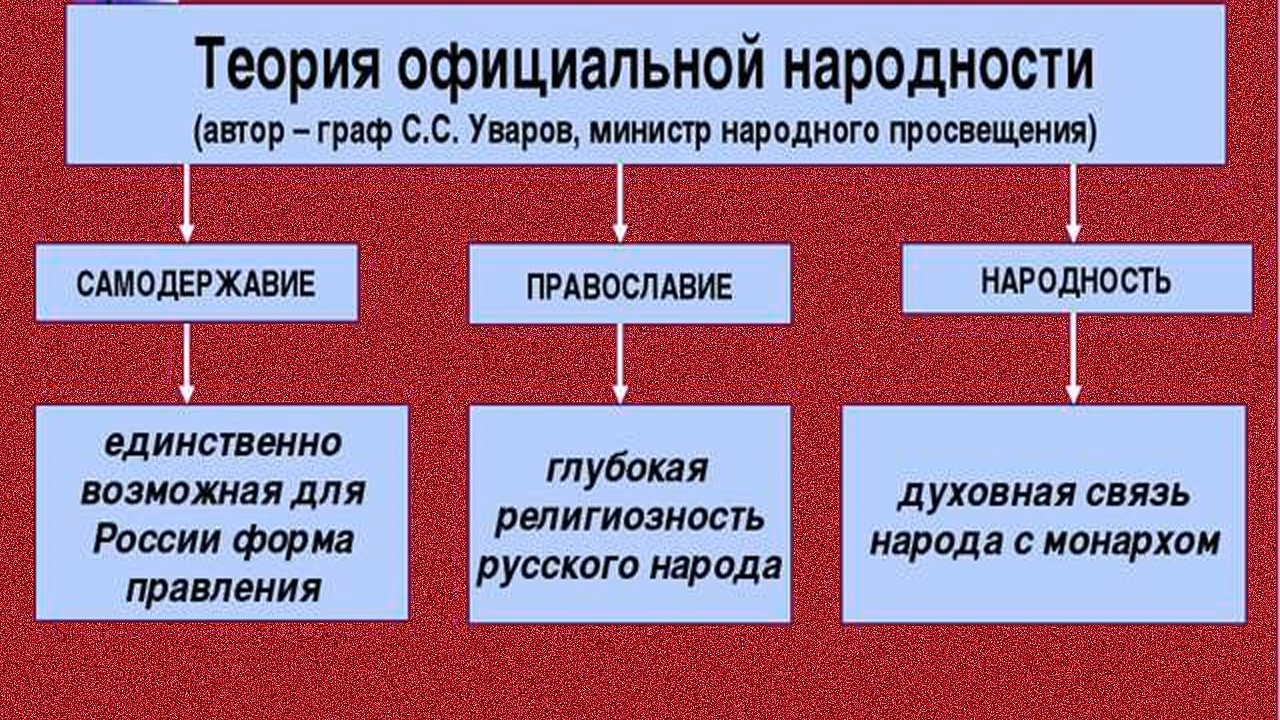 Теория официальной народности
(автор – граф С.С. Уваров, министр народного просвещения)
САМОДЕРЖАВИЕ
ПРАВОСЛАВИЕ
НАРОДНОСТЬ
единственно
возможная для
России форма
правления
глубокая
религиозность
русского народа
духовная связь
народа с монархом